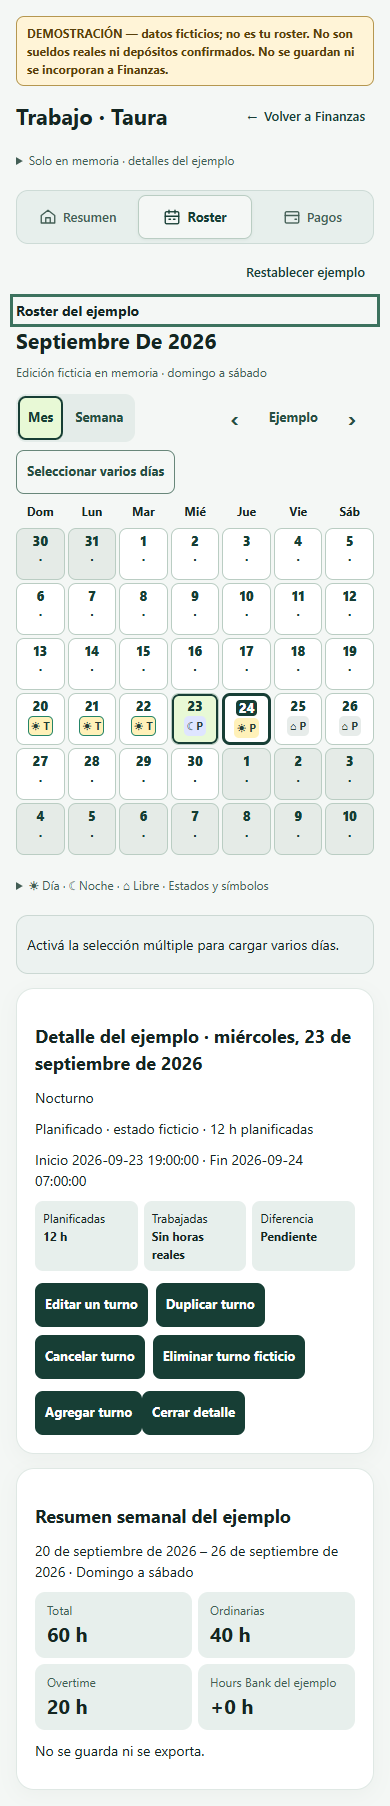 DEMOSTRACIÓN — datos ficticios; no es tu roster. No son
sueldos reales ni depósitos confirmados. No se guardan ni
se incorporan a Finanzas.
Trabajo · Taura
← Volver a Finanzas
▶ Solo en memoria · detalles del ejemplo
Resumen
Roster
Pagos
Restablecer ejemplo
Roster del ejemplo
Septiembre De 2026
Edición ficticia en memoria · domingo a sábado
Mes Semana ‹ Ejemplo ›
Seleccionar varios días
Dom Lun Mar Mié Jue Vie Sáb
30 31 1 2 3 4 5
· · · · · · ·
6 7 8 9 10 11 12
· · · · · · ·
13 14 15 16 17 18 19
· · · · · · ·
20 21 22 23 24 25 26
☀ T ☀ T ☀ T ☾ P ☀ P ⌂ P ⌂ P
27 28 29 30 1 2 3
· · · · · · ·
4 5 6 7 8 9 10
· · · · · · ·
▶ ☀ Día · ☾ Noche · ⌂ Libre · Estados y símbolos
Activá la selección múltiple para cargar varios días.
Detalle del ejemplo · miércoles, 23 de
septiembre de 2026
Nocturno
Planificado · estado ficticio · 12 h planificadas
Inicio 2026-09-23 19:00:00 · Fin 2026-09-24
07:00:00
Planificadas
12 h
Trabajadas
Sin horas
reales
Diferencia
Pendiente
Editar un turno
Duplicar turno
Cancelar turno
Eliminar turno ficticio
Agregar turno
Cerrar detalle
Resumen semanal del ejemplo
20 de septiembre de 2026 – 26 de septiembre de
2026 · Domingo a sábado
Total
60 h
Ordinarias
40 h
Overtime
20 h
Hours Bank del ejemplo
+0 h
No se guarda ni se exporta.